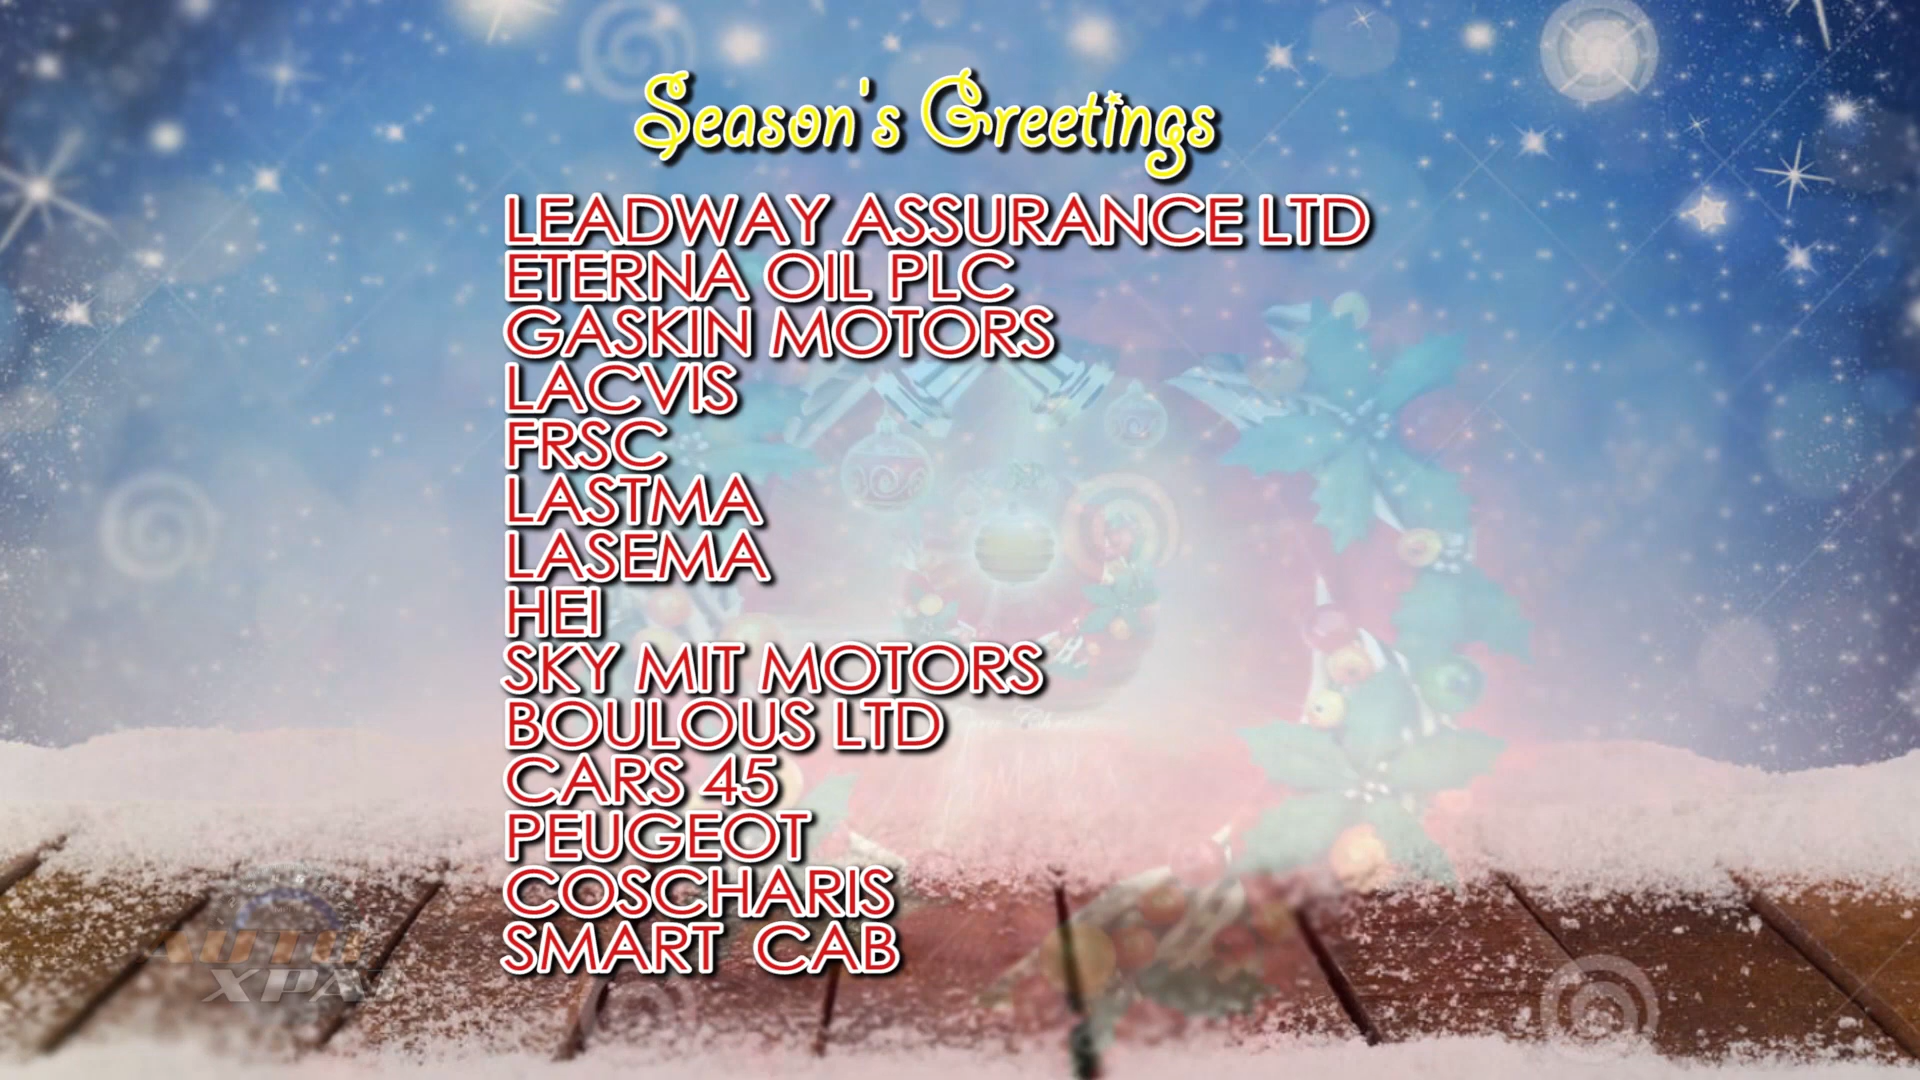 Season's Greetings
LEADWAY ASSURANCE LTD
ETERNA OIL PLC
GASKIN MOTORS
LACVIS
FRSC
LASTMA
LASEMA
HEI
SKY MIT MOTORS
BOULOUS LTD
CARS 45
PEUGEOT
COSCHARIS
SMART CAB
AUTO